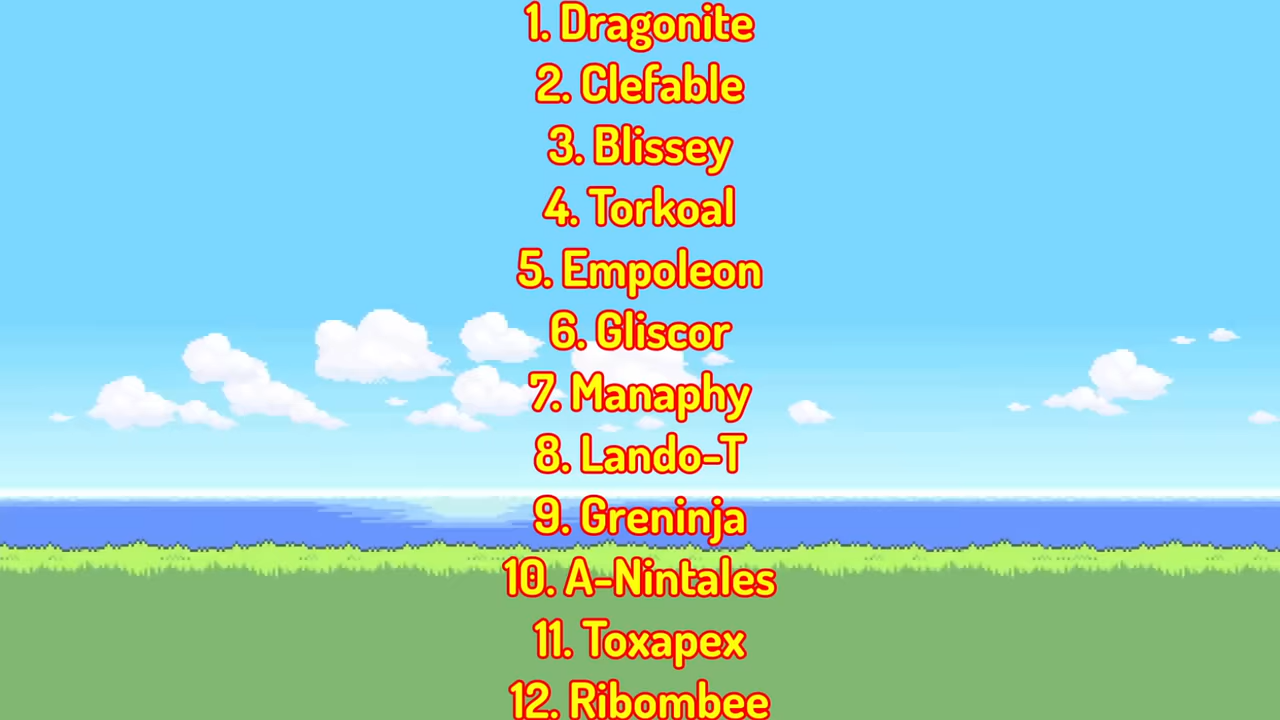 1. Dragonite
2. Clefable
3. Blissey
4. Torkoal
5. Empoleon
6. Gliscor
7. Manaphy
8. Lando-T
9. Greninja
10. A-Nintales
11. Toxapex
12. Ribombee